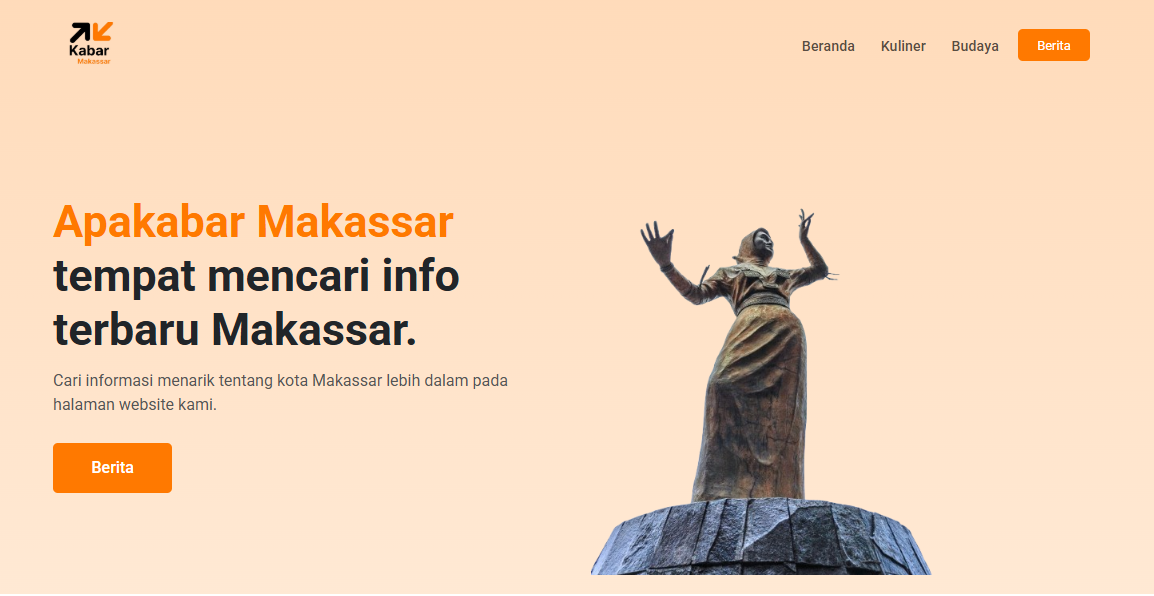 Kabar
Makassar
Beranda
Kuliner
Budaya
Berita
Apakabar Makassar
tempat mencari info
terbaru Makassar.
Cari informasi menarik tentang kota Makassar lebih dalam pada
halaman website kami.
Berita